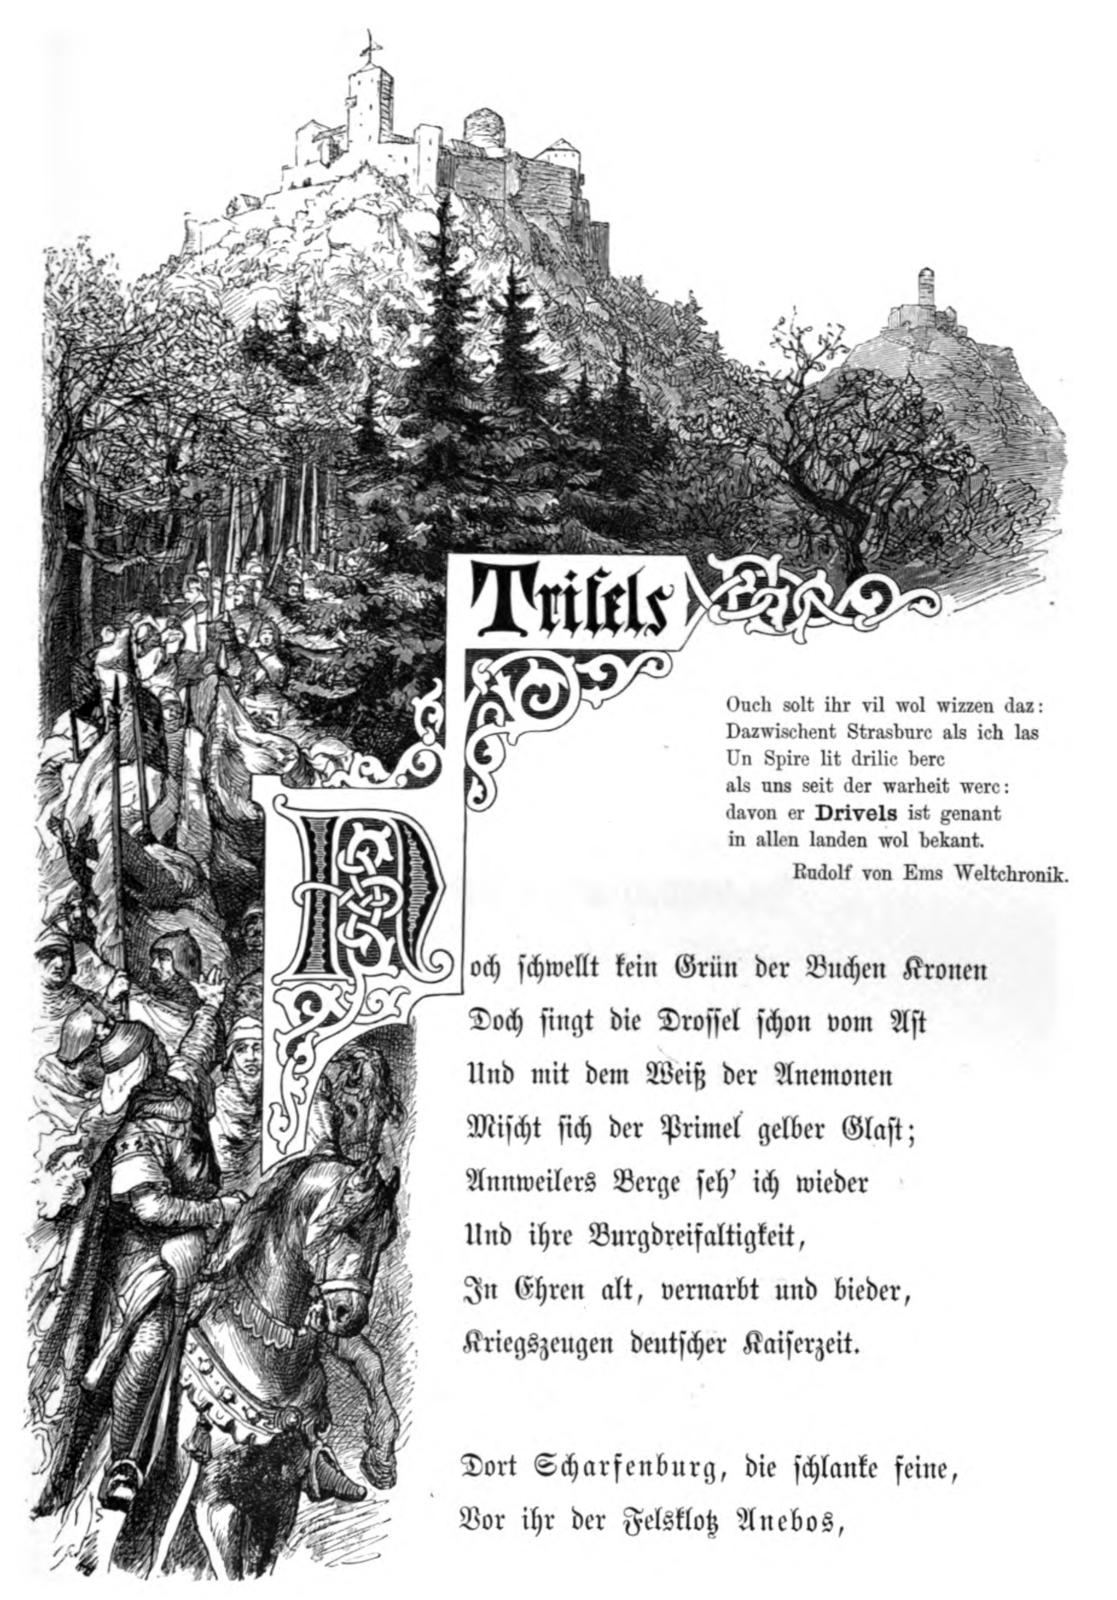 Trifels
Ouch solt ihr vil wol wizzen daz:
Dazwischent Strasburc als ich las
Un Spire lit drilic berc
als uns seit der warheit werc:
davon er Drivels ist genant
in allen landen wol bekant.
Rudolf von Ems Weltchronik.
Noch schwellt kein Grün der Buchen Kronen
Doch singt die Drossel schon vom Ast
Und mit dem Weiß der Anemonen
Mischt sich der Primel gelber Glast;
Annweilers Berge seh' ich wieder
Und ihre Burgdreifaltigkeit,
In Ehren alt, vernarbt und bieder,
Kriegszeugen deutscher Kaiserzeit.
Dort Scharfenburg, die schlanke feine,
Vor ihr der Felsklotz Anebos,